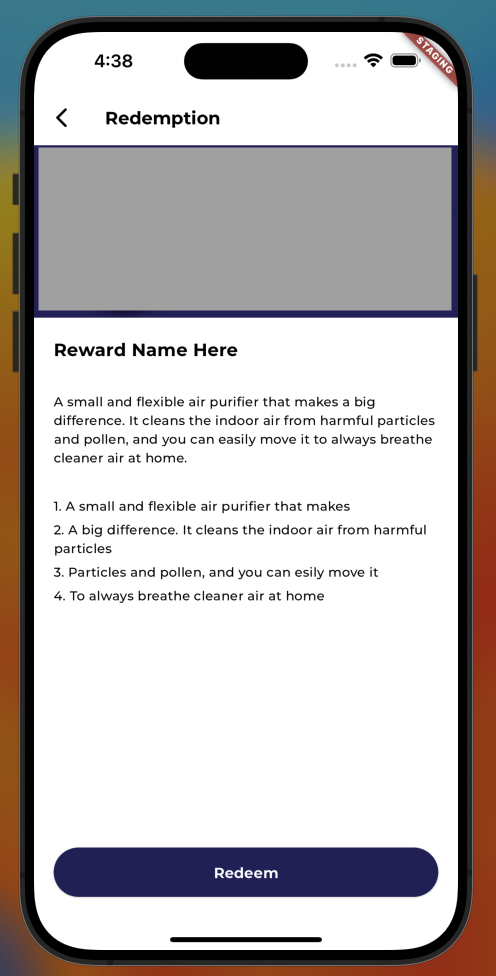 4:38
STAGING
Redemption
Reward Name Here
A small and flexible air purifier that makes a big
difference. It cleans the indoor air from harmful particles
and pollen, and you can easily move it to always breathe
cleaner air at home.
1. A small and flexible air purifier that makes
2. A big difference. It cleans the indoor air from harmful
particles
3. Particles and pollen, and you can esily move it
4. To always breathe cleaner air at home
Redeem